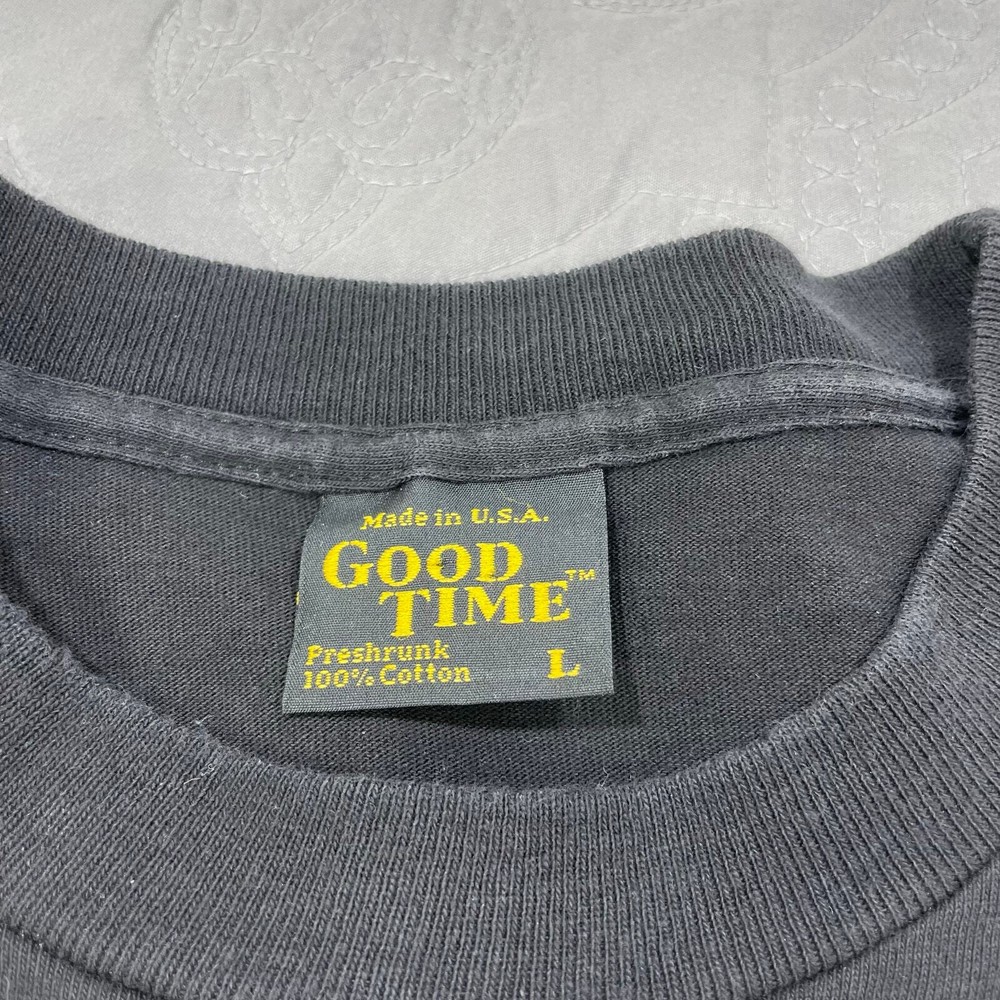 Made in U.S.A.
GOOD
TIME™
Preshrunk
100% Cotton
L